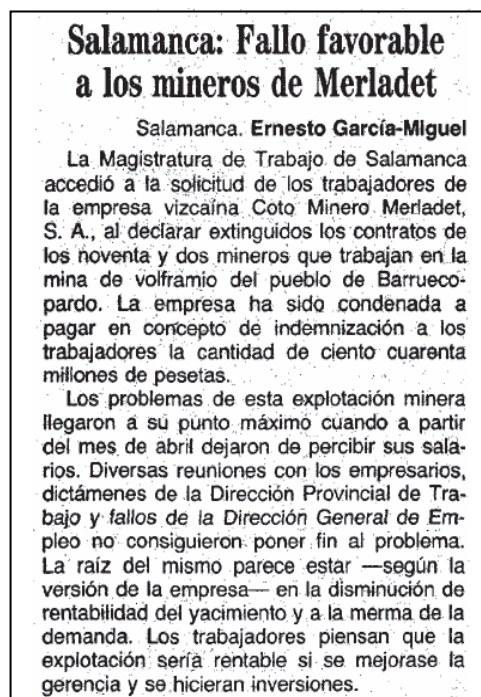 Salamanca: Fallo favorable
a los mineros de Merladet
Salamanca. Ernesto García-Miguel
La Magistratura de Trabajo de Salamanca
accedió a la solicitud de los trabajadores de
la empresa vizcaína Coto Minero Merladet,
S. A., al declarar extinguidos los contratos de
los noventa y dos mineros que trabajan en la
mina de volframio del pueblo de Barrueco-
pardo. La empresa ha sido condenada a
pagar en concepto de indemnización a los
trabajadores la cantidad de ciento cuarenta
millones de pesetas.
Los problemas de esta explotación minera
llegaron a su punto máximo cuando a partir
del mes de abril dejaron de percibir sus sala-
rios. Diversas reuniones con los empresarios,
dictámenes de la Dirección Provincial de Tra-
bajo y fallos de la Dirección General de Em-
pleo no consiguieron poner fin al problema.
La raíz del mismo parece estar —según la
versión de la empresa— en la disminución de
rentabilidad del yacimiento y a la merma de la
demanda. Los trabajadores piensan que la
explotación sería rentable si se mejorase la
gerencia y se hicieran inversiones.